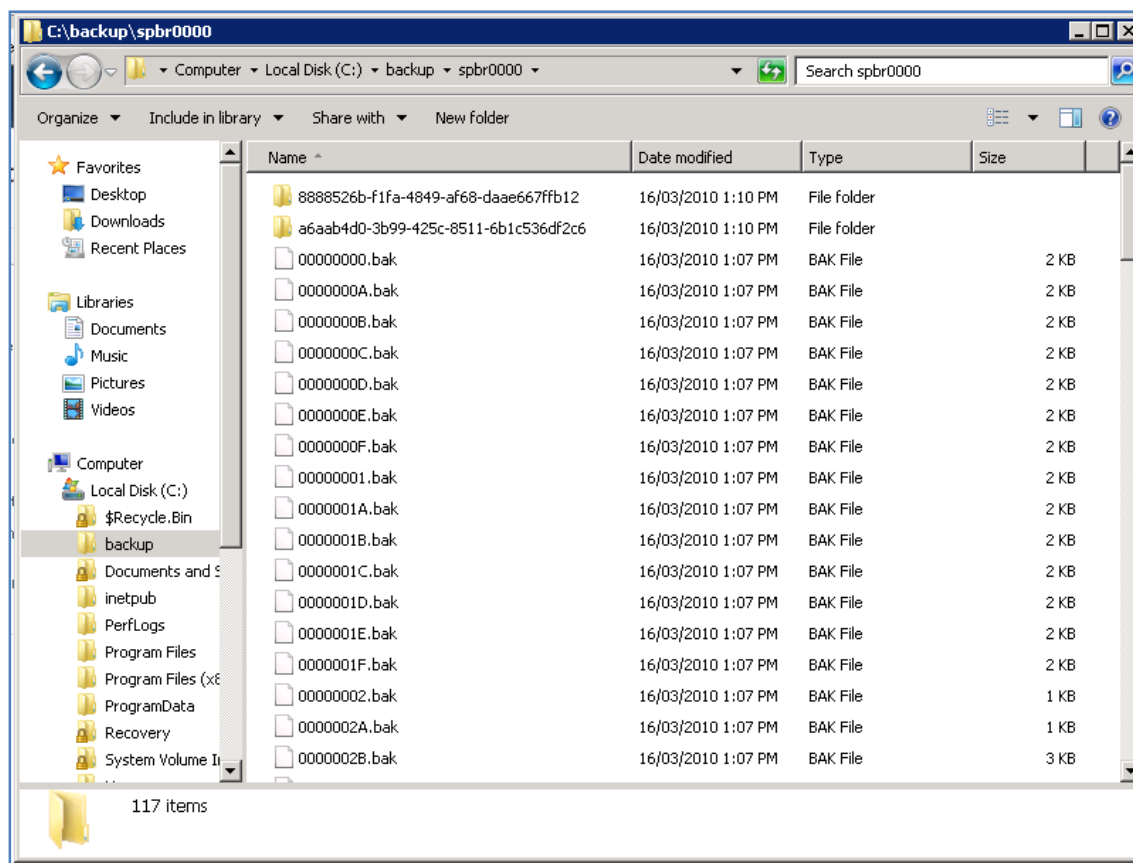 C:\backup\spbr0000
Computer Local Disk (C:) backup spbr0000
Search spbr0000
Organize Include in library Share with New folder
Favorites
Desktop
Downloads
Recent Places
Libraries
Documents
Music
Pictures
Videos
Computer
Local Disk (C:)
$Recycle.Bin
backup
Documents and S
inetpub
PerfLogs
Program Files
Program Files (x8
ProgramData
Recovery
System Volume I
Name Date modified Type Size
8888526b-f1fa-4849-af68-daae667ffb12 16/03/2010 1:10 PM File folder
a6aab4d0-3b99-425c-8511-6b1c536df2c6 16/03/2010 1:10 PM File folder
00000000.bak 16/03/2010 1:07 PM BAK File 2 KB
0000000A.bak 16/03/2010 1:07 PM BAK File 2 KB
0000000B.bak 16/03/2010 1:07 PM BAK File 2 KB
0000000C.bak 16/03/2010 1:07 PM BAK File 2 KB
0000000D.bak 16/03/2010 1:07 PM BAK File 2 KB
0000000E.bak 16/03/2010 1:07 PM BAK File 2 KB
0000000F.bak 16/03/2010 1:07 PM BAK File 2 KB
00000001.bak 16/03/2010 1:07 PM BAK File 2 KB
0000001A.bak 16/03/2010 1:07 PM BAK File 2 KB
0000001B.bak 16/03/2010 1:07 PM BAK File 2 KB
0000001C.bak 16/03/2010 1:07 PM BAK File 2 KB
0000001D.bak 16/03/2010 1:07 PM BAK File 2 KB
0000001E.bak 16/03/2010 1:07 PM BAK File 2 KB
0000001F.bak 16/03/2010 1:07 PM BAK File 2 KB
00000002.bak 16/03/2010 1:07 PM BAK File 1 KB
0000002A.bak 16/03/2010 1:07 PM BAK File 1 KB
0000002B.bak 16/03/2010 1:07 PM BAK File 3 KB
117 items